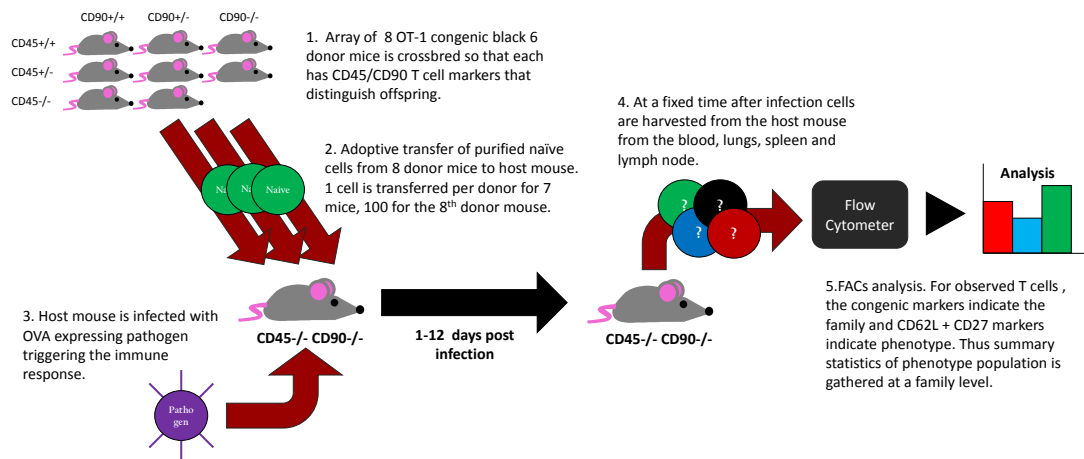 CD90+/+ CD90+/- CD90-/-
CD45+/+
CD45+/-
CD45-/-
1. Array of 8 OT-1 congenic black 6
donor mice is crossbred so that each
has CD45/CD90 T cell markers that
distinguish offspring.
2. Adoptive transfer of purified naïve
cells from 8 donor mice to host mouse.
1 cell is transferred per donor for 7
mice, 100 for the 8th donor mouse.
Na Na Naive
3. Host mouse is infected with
OVA expressing pathogen
triggering the immune
response.
Patho
gen
CD45-/- CD90-/-
1-12 days post
infection
4. At a fixed time after infection cells
are harvested from the host mouse
from the blood, lungs, spleen and
lymph node.
? ?
? ?
CD45-/- CD90-/-
Flow
Cytometer
Analysis
5.FACs analysis. For observed T cells ,
the congenic markers indicate the
family and CD62L + CD27 markers
indicate phenotype. Thus summary
statistics of phenotype population is
gathered at a family level.